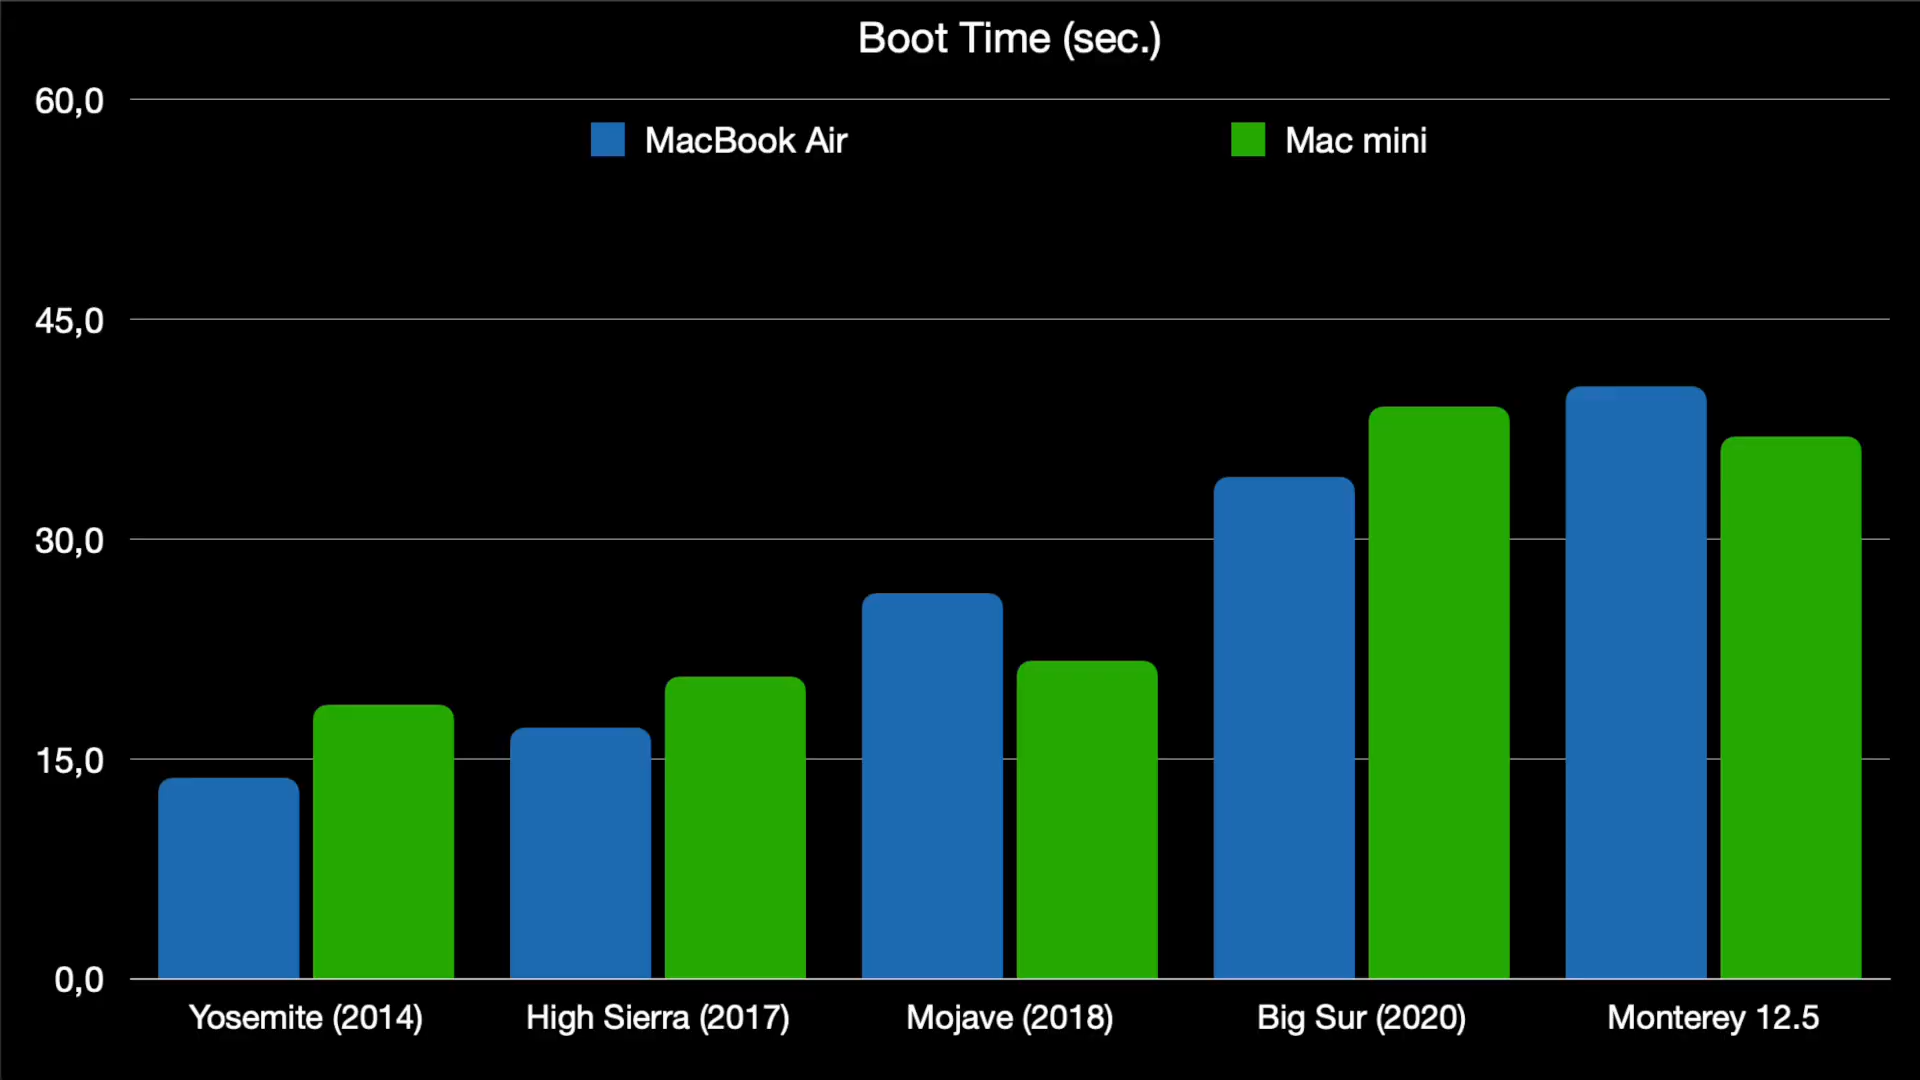 Boot Time (sec.)
60,0
MacBook Air
Mac mini
45,0
30,0
15,0
0,0
Yosemite (2014)
High Sierra (2017)
Mojave (2018)
Big Sur (2020)
Monterey 12.5